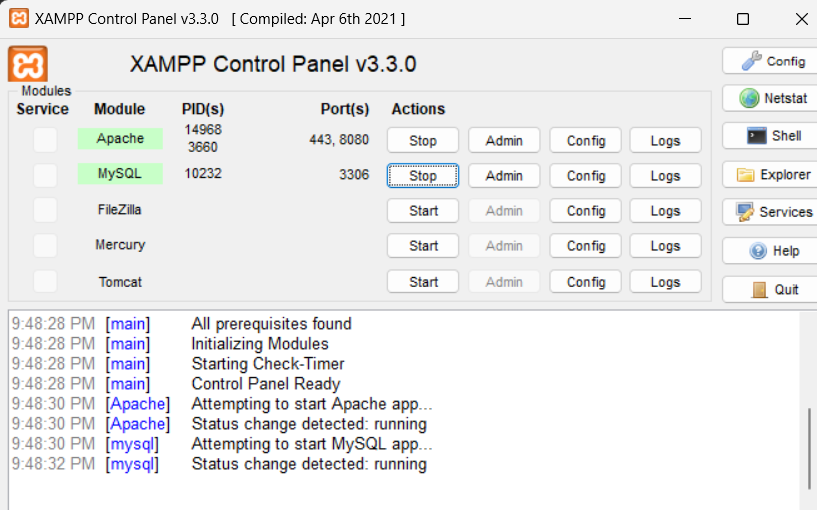 XAMPP Control Panel v3.3.0 [ Compiled: Apr 6th 2021 ]
XAMPP Control Panel v3.3.0
Config
Modules
Service Module PID(s) Port(s) Actions
Netstat
Apache 14968 3660 443, 8080 Stop Admin Config Logs
Shell
MySQL 10232 3306 Stop Admin Config Logs
Explorer
FileZilla Start Admin Config Logs
Services
Mercury Start Admin Config Logs
Help
Tomcat Start Admin Config Logs
Quit
9:48:28 PM [main] All prerequisites found
9:48:28 PM [main] Initializing Modules
9:48:28 PM [main] Starting Check-Timer
9:48:28 PM [main] Control Panel Ready
9:48:30 PM [Apache] Attempting to start Apache app...
9:48:30 PM [Apache] Status change detected: running
9:48:30 PM [mysql] Attempting to start MySQL app...
9:48:32 PM [mysql] Status change detected: running